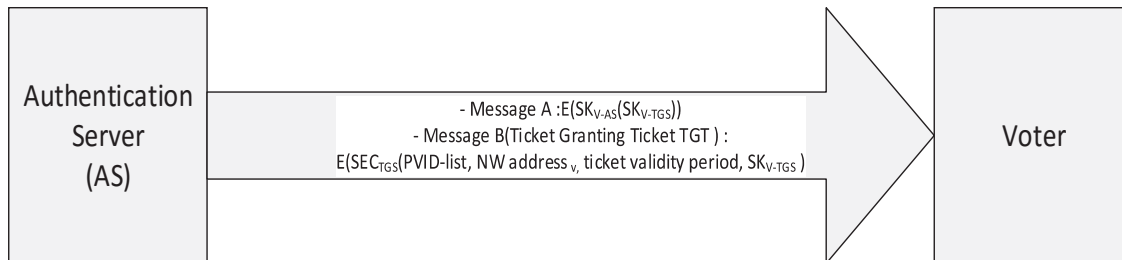 Authentication
Server
(AS)
- Message A :E(SKV-AS(SKV-TGS))
- Message B(Ticket Granting Ticket TGT ) :
E(SECTGS(PVID-list, NW address v, ticket validity period, SKV-TGS )
Voter